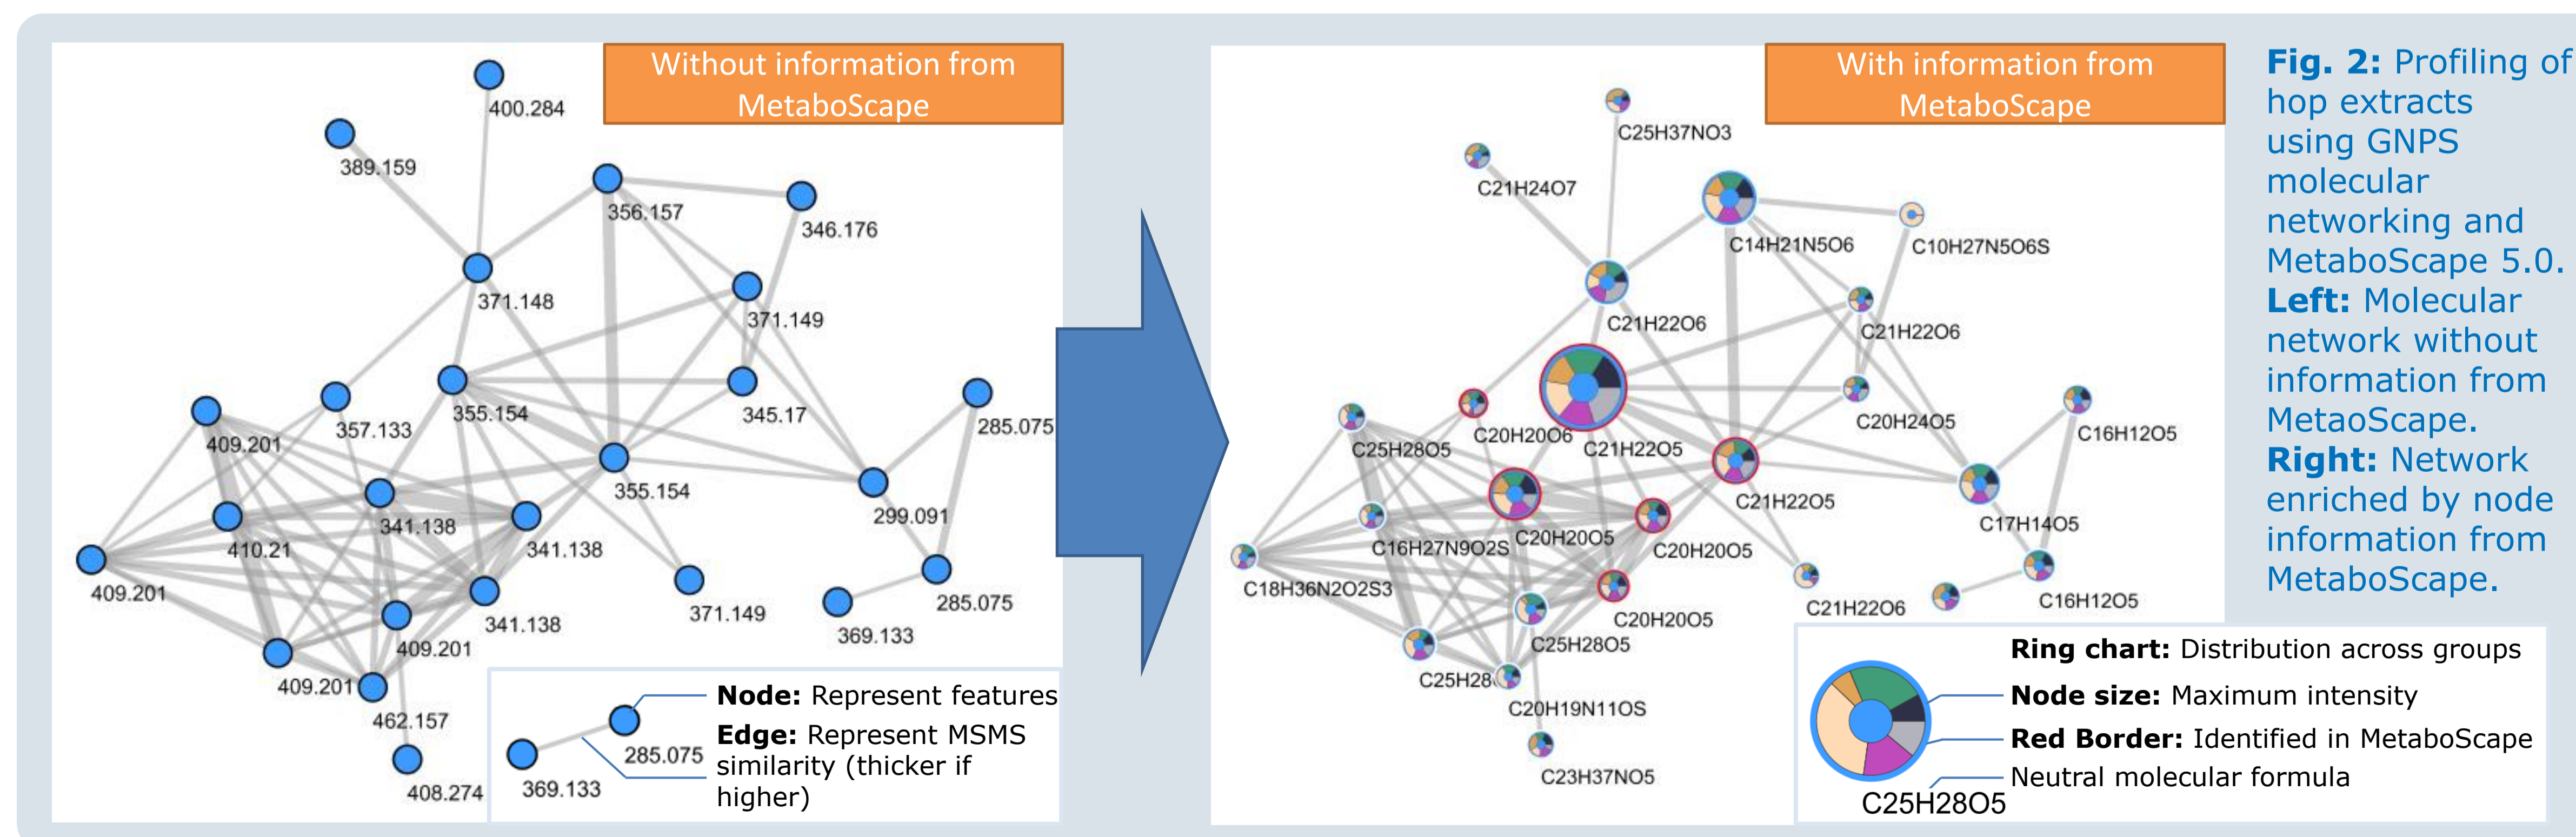 Without information from
MetaboScape
400.284
389.159
356.157
346.176
371.148
371.149
355.154
345.17
357.133
409.201
285.075
355.154
299.091
341.138
410.21
341.138
409.201
371.149
285.075
341.138
369.133
409.201
409.201
462.157
408.274
369.133
285.075
Node: Represent features
Edge: Represent MSMS
similarity (thicker if
higher)
With information from
MetaboScape
C25H37NO3
C21H24O7
C14H21N5O6
C10H27N5O6S
C21H22O6
C21H22O6
C20H24O5
C20H20O6
C21H22O5
C25H28O5
C16H12O5
C21H22O5
C17H14O5
C16H27N9O2S
C20H20O5
C20H20O5
C18H36N2O2S3
C16H12O5
C21H22O6
C20H20O5
C25H28O5
C25H28
C20H19N11OS
C23H37NO5
Ring chart: Distribution across groups
Node size: Maximum intensity
Red Border: Identified in MetaboScape
Neutral molecular formula
C25H28O5
Fig. 2: Profiling of
hop extracts
using GNPS
molecular
networking and
MetaboScape 5.0.
Left: Molecular
network without
information from
MetaoScape.
Right: Network
enriched by node
information from
MetaboScape.